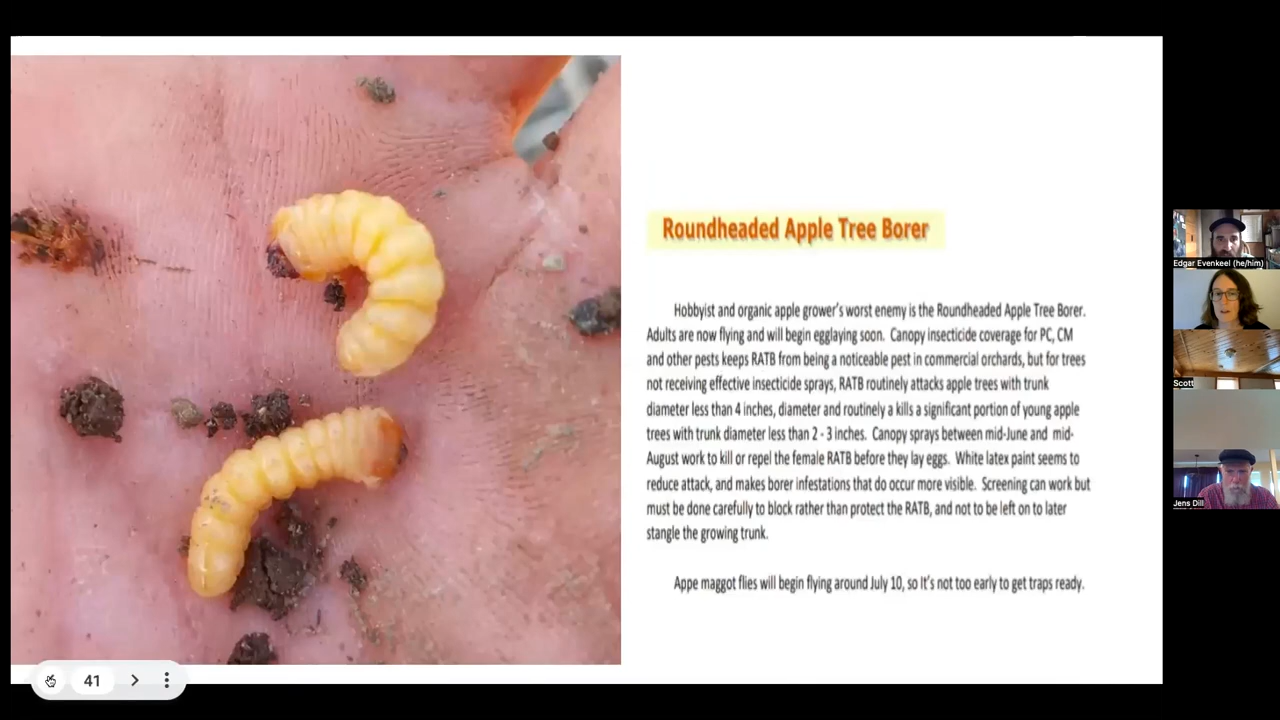 Roundheaded Apple Tree Borer
Hobbyist and organic apple grower's worst enemy is the Roundheaded Apple Tree Borer.
Adults are now flying and will begin egglaying soon. Canopy insecticide coverage for PC, CM
and other pests keeps RATB from being a noticeable pest in commercial orchards, but for trees
not receiving effective insecticide sprays, RATB routinely attacks apple trees with trunk
diameter less than 4 inches, diameter and routinely a kills a significant portion of young apple
trees with trunk diameter less than 2 - 3 inches. Canopy sprays between mid-June and mid-
August work to kill or repel the female RATB before they lay eggs. White latex paint seems to
reduce attack, and makes borer infestations that do occur more visible. Screening can work but
must be done carefully to block rather than protect the RATB, and not to be left on to later
stangle the growing trunk.
Appe maggot flies will begin flying around July 10, so It's not too early to get traps ready.
Edgar Evenkeel (he/him)
Scott
Jens Dill
41